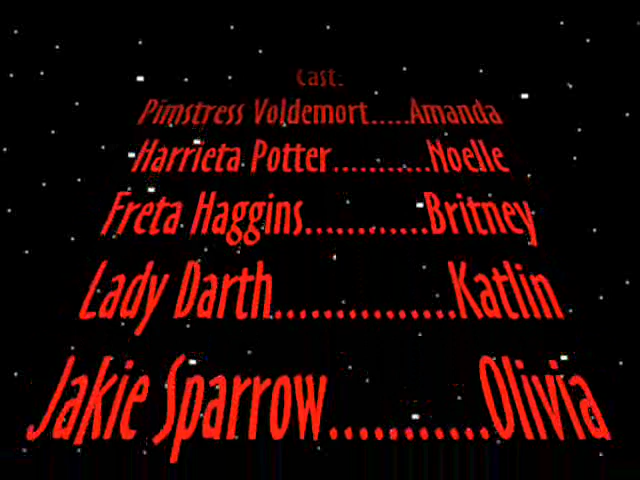 Cast:
Pimstress Voldemort.....Amanda
Harrieta Potter...........Noelle
Freta Haggins............Britney
Lady Darth...............Katlin
Jakie Sparrow...........Olivia